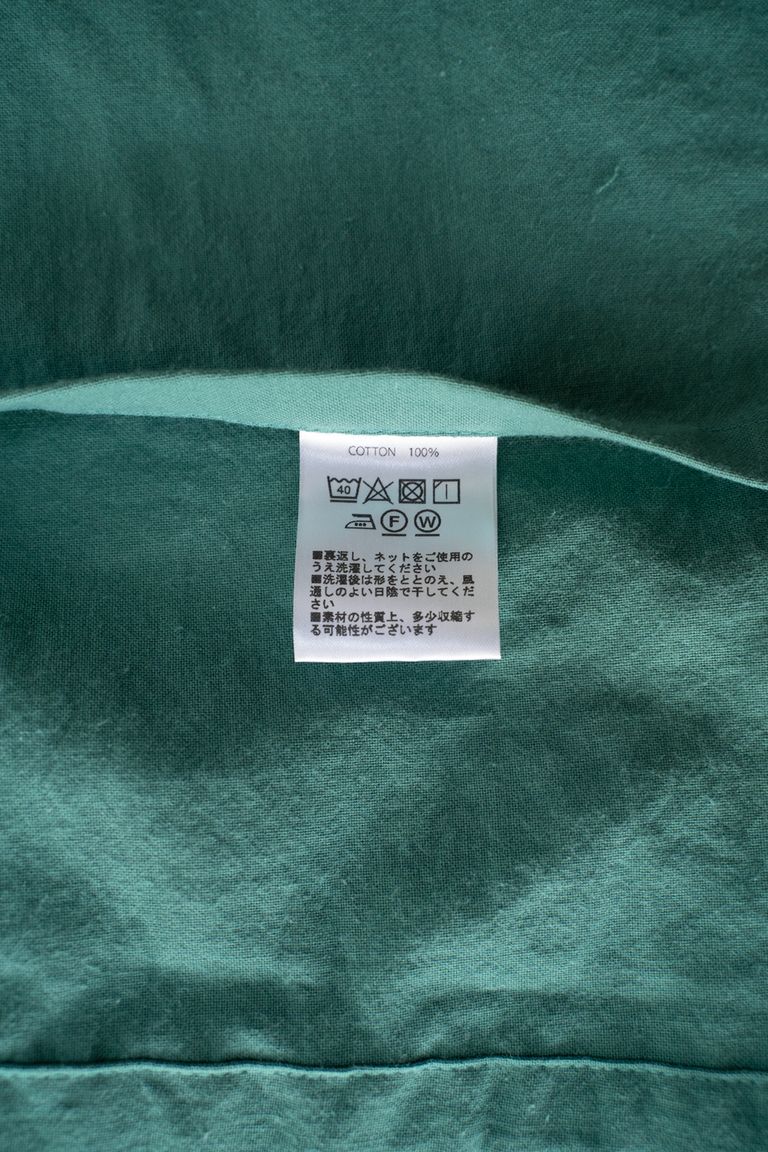 COTTON 100%
40
F W
■裏返し、ネットをご使用の
うえ洗濯してください
■洗濯後は形をととのえ、風
通しのよい日陰で干してくだ
さい
■素材の性質上、多少収縮す
る可能性がございます